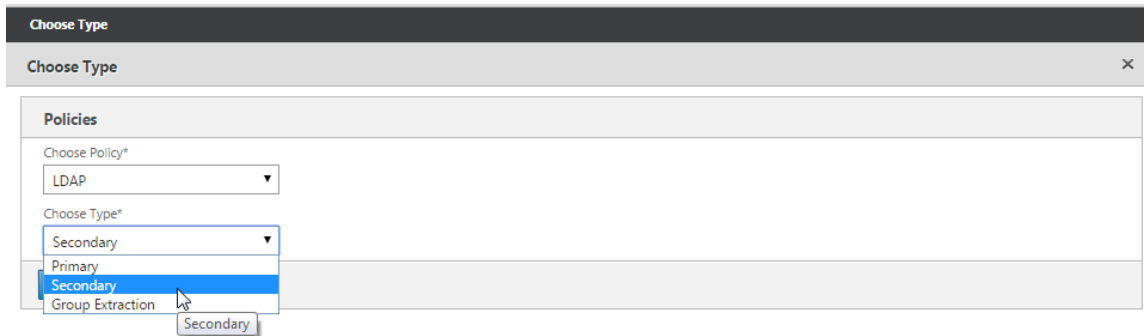 Choose Type
Choose Type ×
Policies
Choose Policy*
LDAP
Choose Type*
Secondary
Primary
Secondary
Group Extraction
Secondary